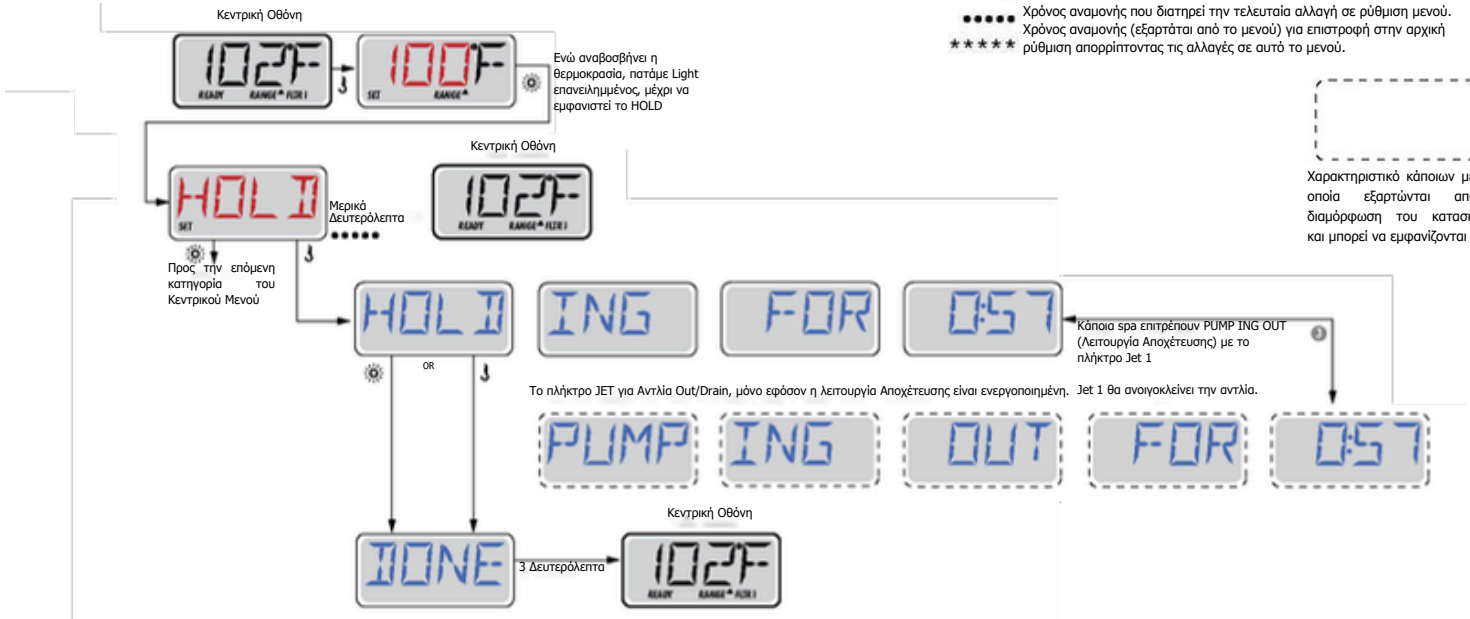 Κεντρική Οθόνη
102°F
READY RANGE FLTR 1
100°F
SET RANGE
Ενώ αναβοσβήνει η
θερμοκρασία, πατάμε Light
επανειλημμένος, μέχρι να
εμφανιστεί το HOLD
..... Χρόνος αναμονής που διατηρεί την τελευταία αλλαγή σε ρύθμιση μενού.
Χρόνος αναμονής (εξαρτάται από το μενού) για επιστροφή στην αρχική
***** ρύθμιση απορρίπτοντας τις αλλαγές σε αυτό το μενού.
Χαρακτηριστικό κάποιων
οποία εξαρτώνται
διαμόρφωση του
και μπορεί να εμφανίζονται
HOLD
SET
Μερικά
Δευτερόλεπτα
.....
Κεντρική Οθόνη
102°F
READY RANGE FLTR 1
Προς την επόμενη
κατηγορία του
Κεντρικού Μενού
HOLD ING FOR 0:57
OR
Κάποια spa επιτρέπουν PUMP ING OUT
(Λειτουργία Αποχέτευσης) με το
πλήκτρο Jet 1
Το πλήκτρο JET για Αντλία Out/Drain, μόνο εφόσον η λειτουργία Αποχέτευσης είναι ενεργοποιημένη. Jet 1 θα ανοιγοκλείνει την αντλία.
PUMP ING OUT FOR 0:57
DONE
3 Δευτερόλεπτα
Κεντρική Οθόνη
102°F
READY RANGE FLTR 1